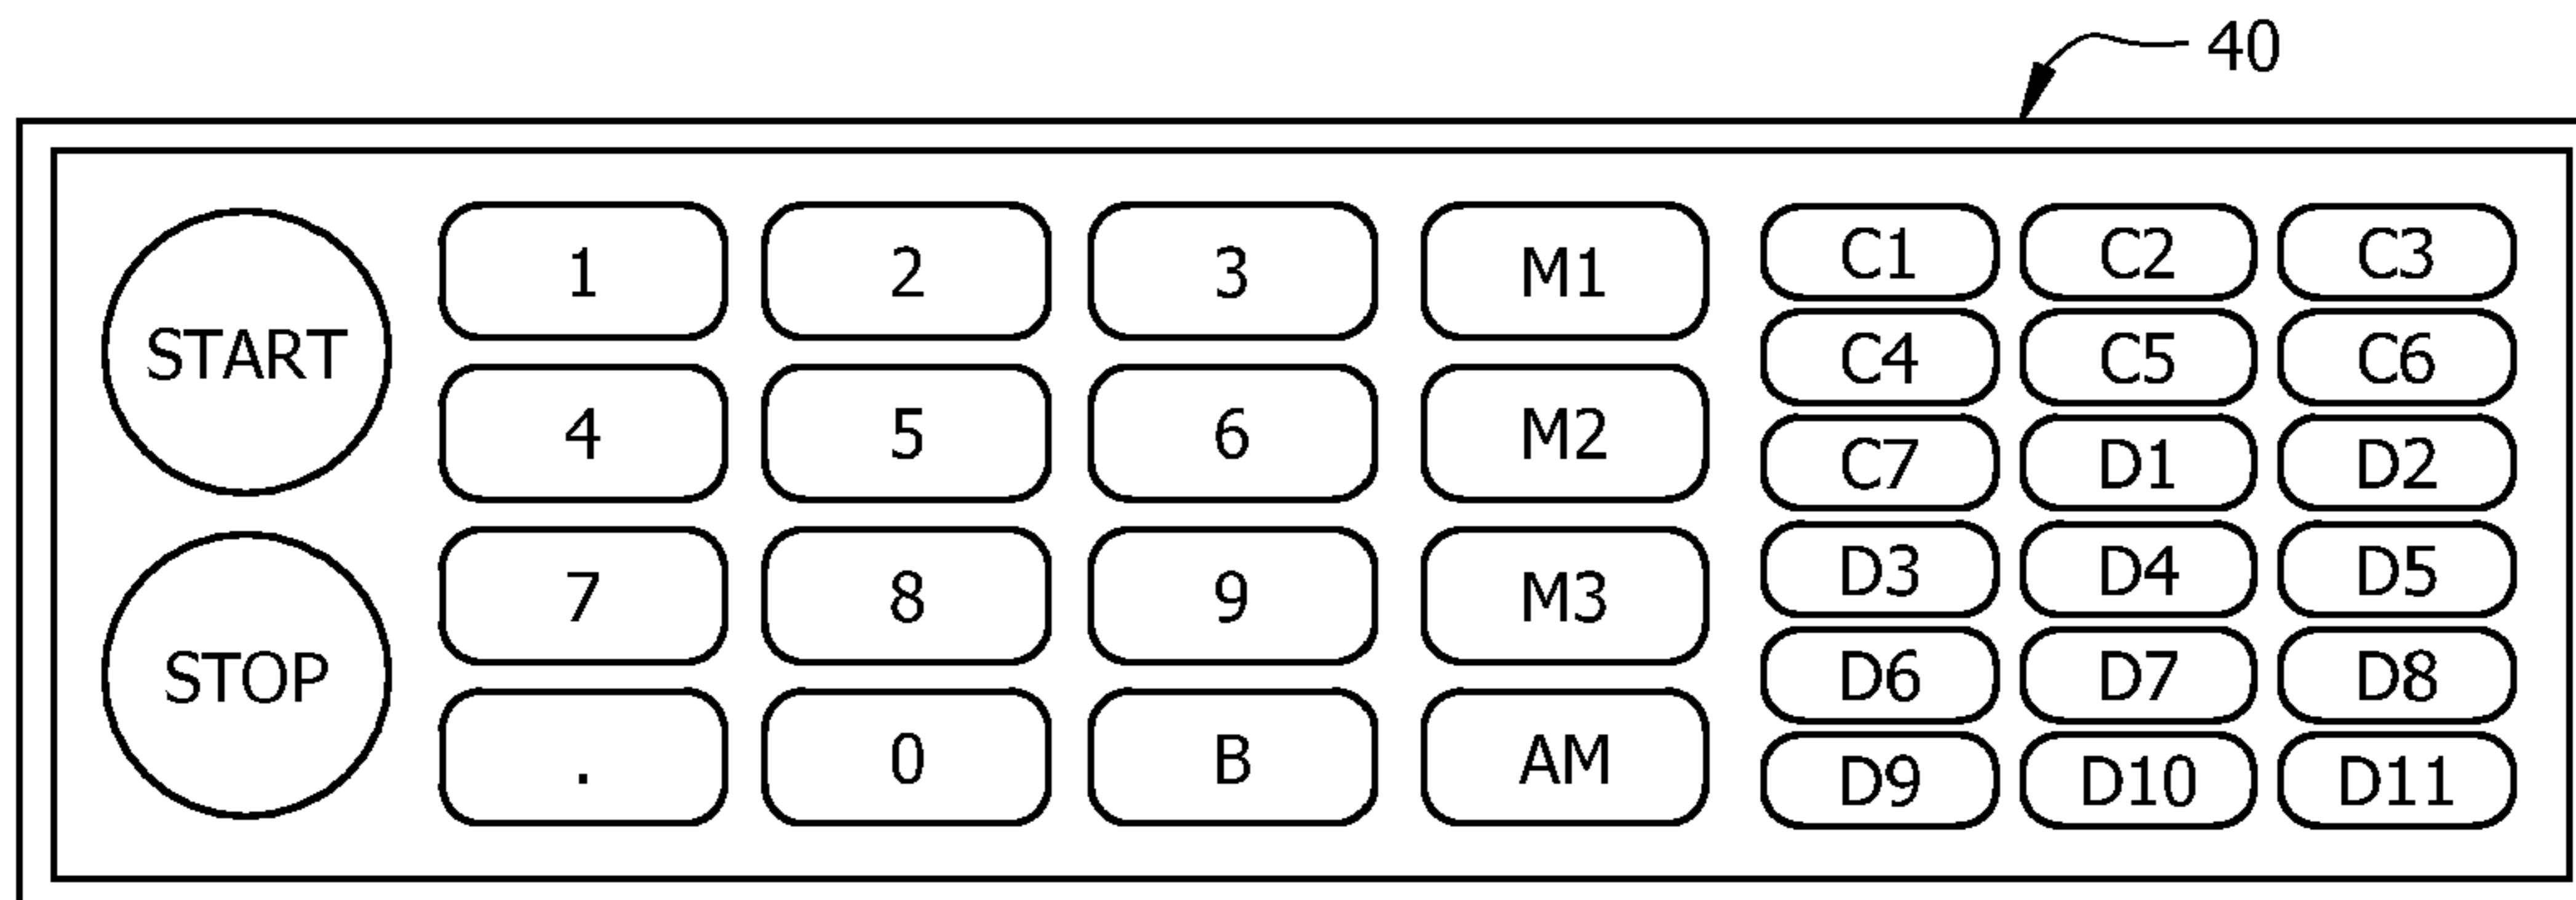 40
START
STOP
1 2 3 M1
4 5 6 M2
7 8 9 M3
. 0 B AM
C1 C2 C3
C4 C5 C6
C7 D1 D2
D3 D4 D5
D6 D7 D8
D9 D10 D11